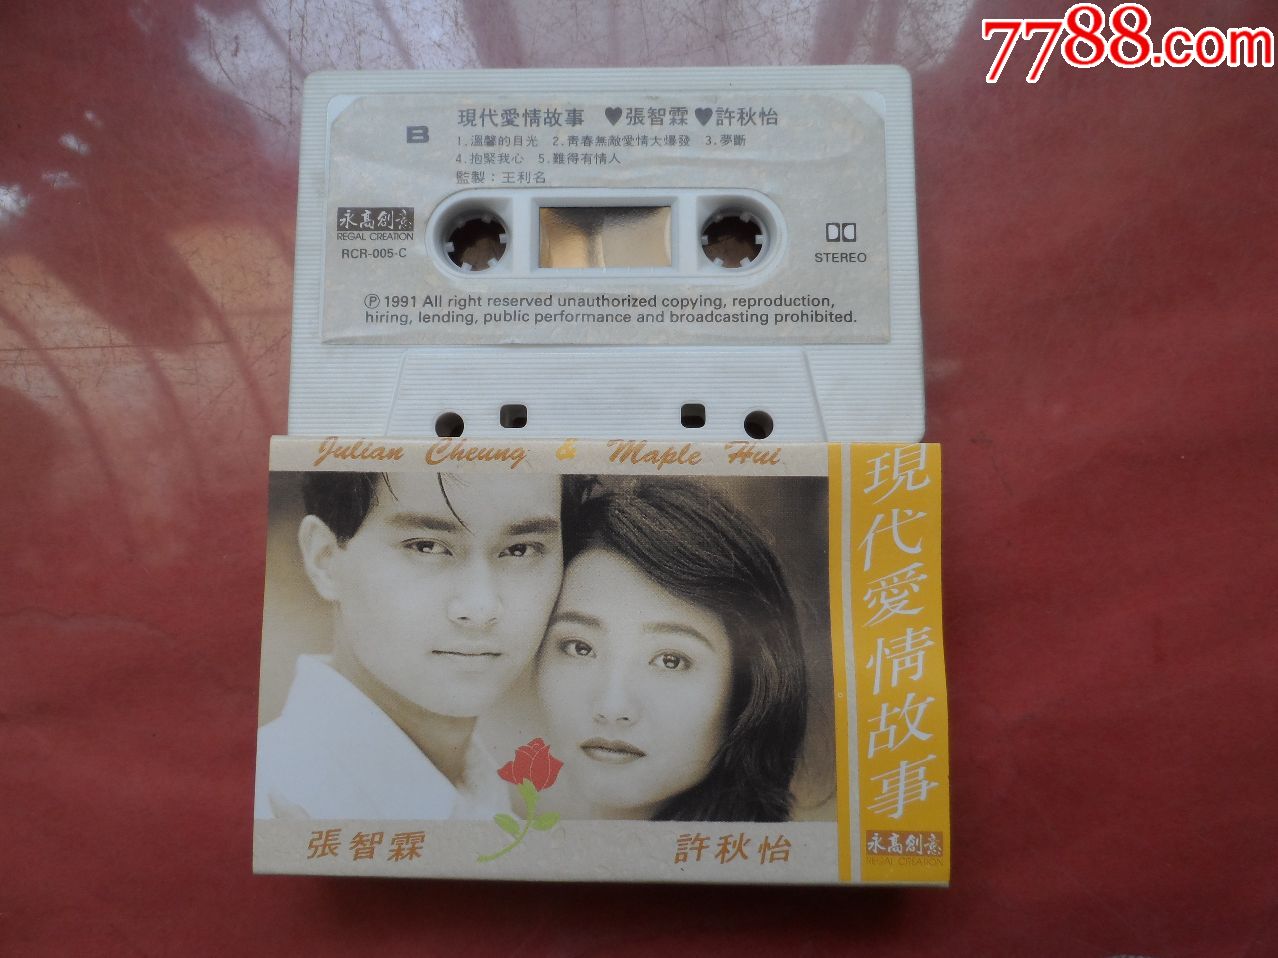 7788.com
B
現代愛情故事 ♥張智霖♥許秋怡
1.溫馨的目光 2.青春無敵愛情大爆發 3.夢斷
4.抱緊我心 5.難得有情人
監製：王利名
永高創意
REGAL CREATION
RCR-005-C
STEREO
Ⓟ 1991 All right reserved unauthorized copying, reproduction,
hiring, lending, public performance and broadcasting prohibited.
Julian Cheung & Maple Hui
現代愛情故事
張智霖
許秋怡
永高創意
REGAL CREATION